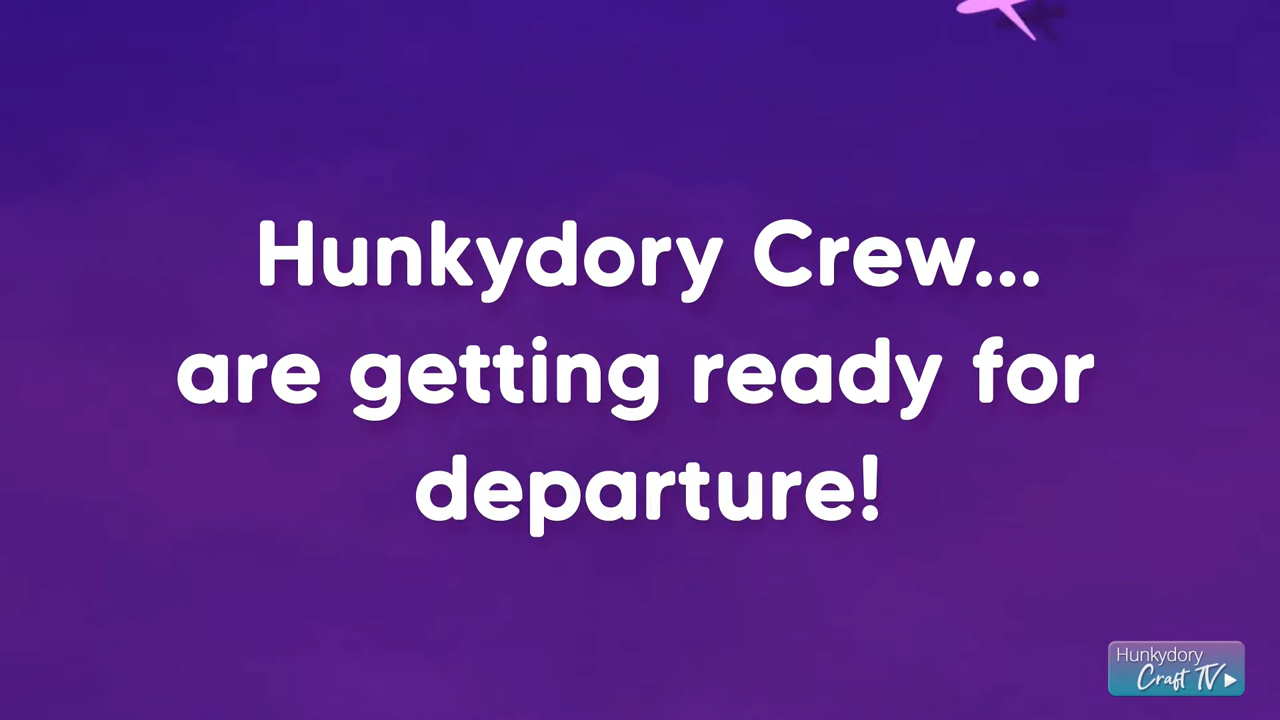 Hunkydory Crew...
are getting ready for
departure!
Hunkydory
Craft TV